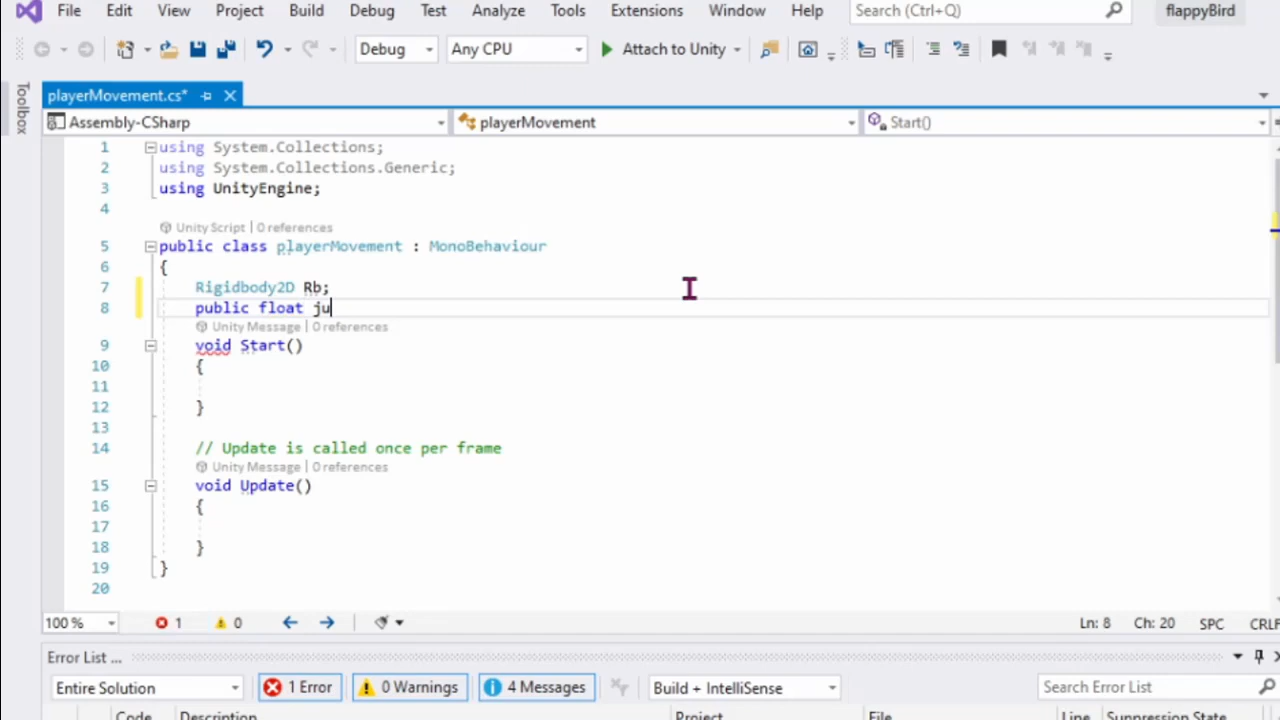 File Edit View Project Build Debug Test Analyze Tools Extensions Window Help Search (Ctrl+Q) flappyBird
Debug Any CPU Attach to Unity
Toolbox
playerMovement.cs*
Assembly-CSharp playerMovement Start()
1 using System.Collections;
2 using System.Collections.Generic;
3 using UnityEngine;
4
Unity Script | 0 references
5 public class playerMovement : MonoBehaviour
6 {
7 Rigidbody2D Rb;
8 public float ju
Unity Message | 0 references
9 void Start()
10 {
11
12 }
13
14 // Update is called once per frame
Unity Message | 0 references
15 void Update()
16 {
17
18 }
19 }
20
100 % 1 0 Ln: 8 Ch: 20 SPC CRLF
Error List ...
Entire Solution 1 Error 0 Warnings 4 Messages Build + IntelliSense Search Error List
Code Description Project File Line Suppression State